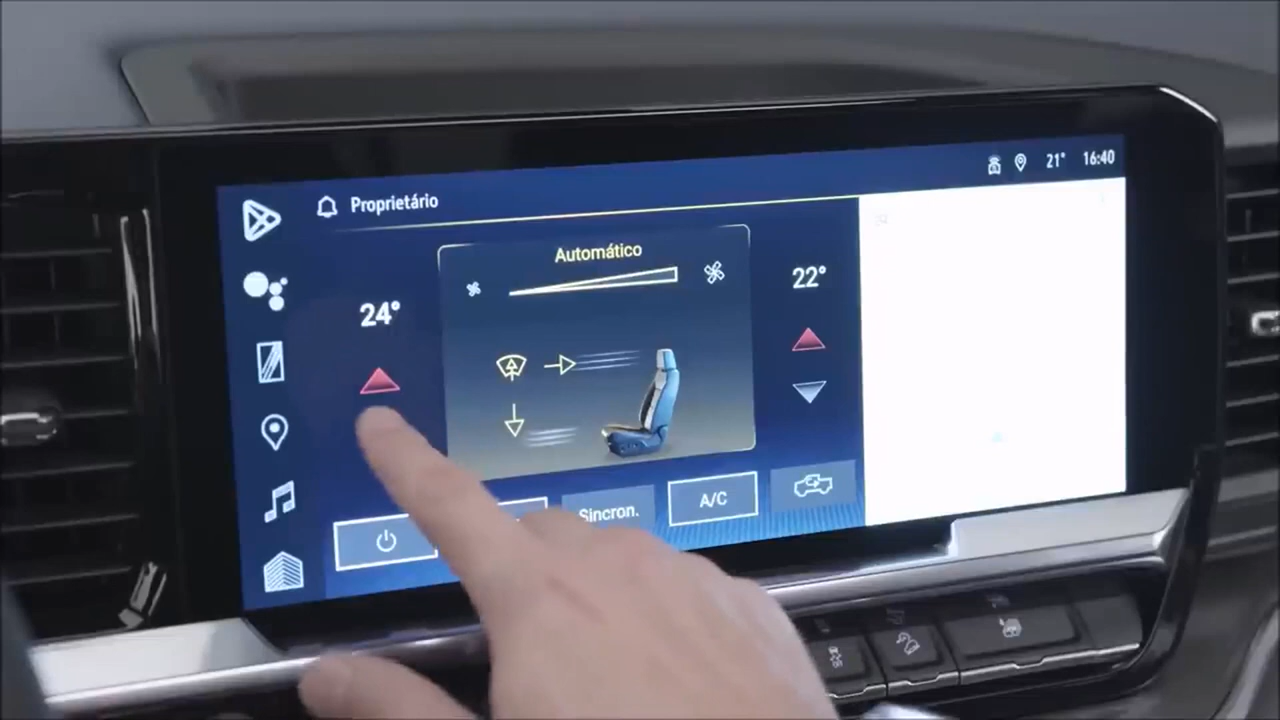 Proprietário
21° 16:40
Automático
24°
22°
Sincron.
A/C